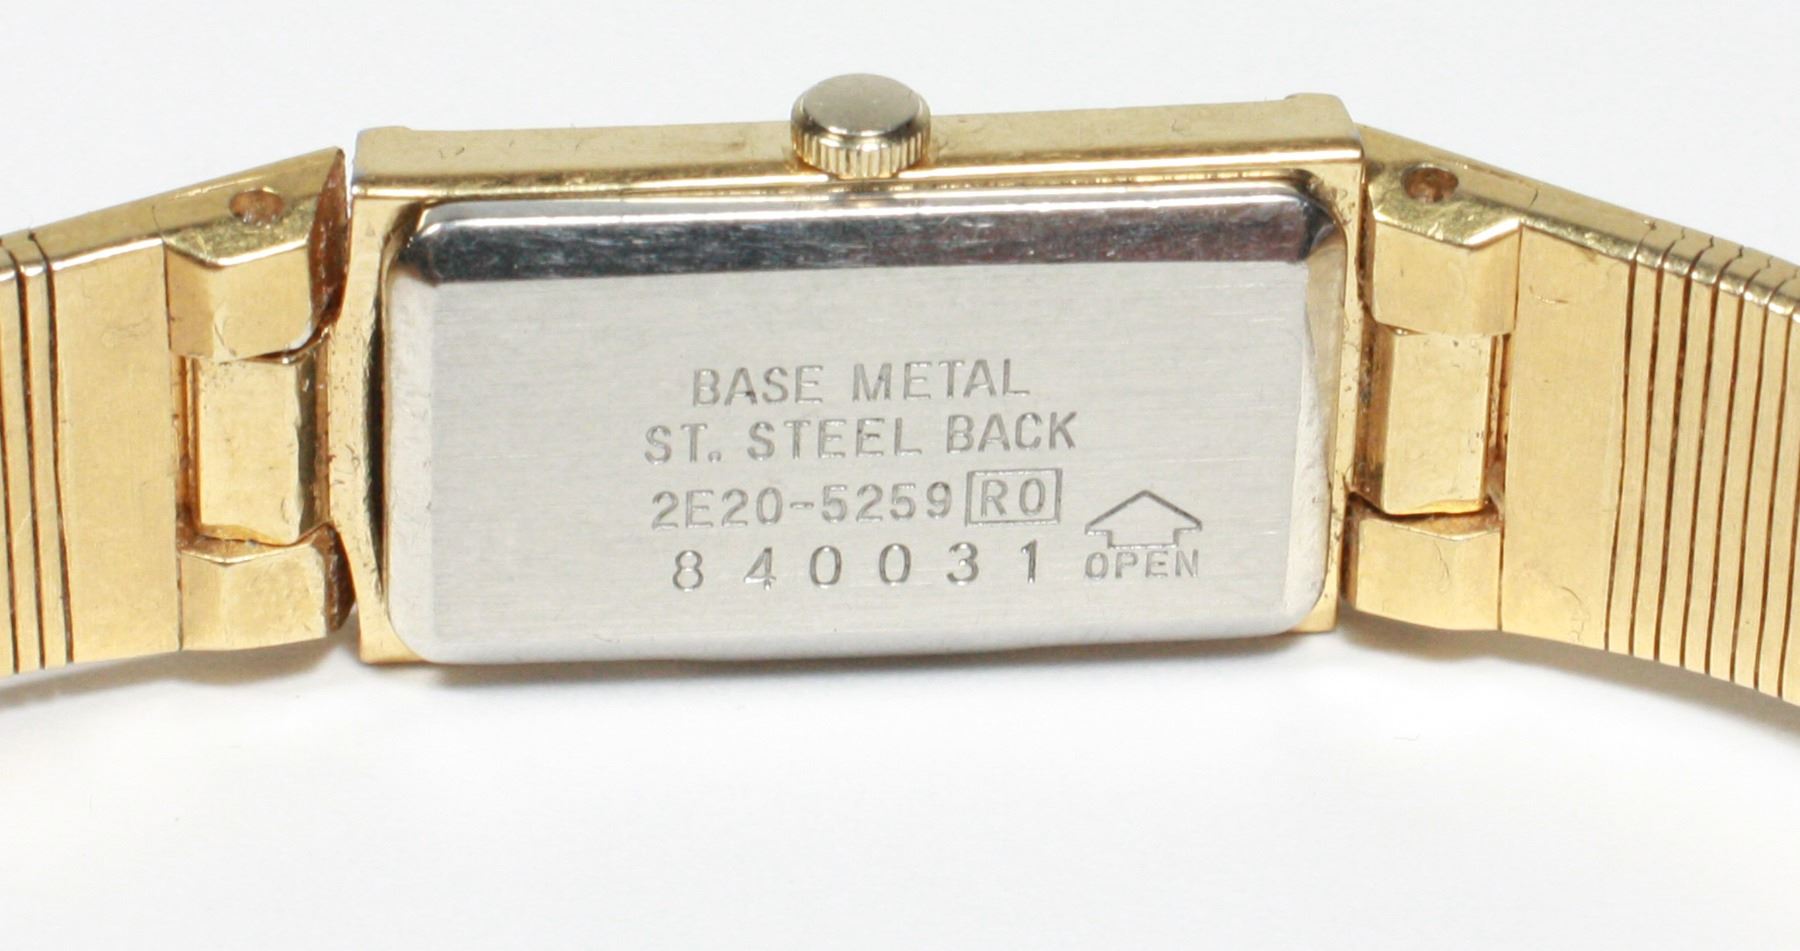 BASE METAL
ST. STEEL BACK
2E20-5259 R0
840031
OPEN